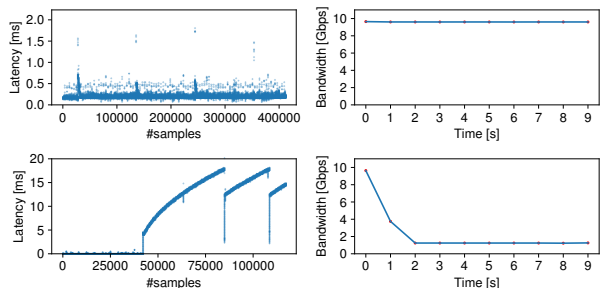 2.0
1.5
1.0
0.5
0.0
Latency [ms]
0 100000 200000 300000 400000
#samples
10
8
6
4
2
0
Bandwidth [Gbps]
0 1 2 3 4 5 6 7 8 9
Time [s]
20
15
10
5
0
Latency [ms]
0 25000 50000 75000 100000
#samples
10
8
6
4
2
0
Bandwidth [Gbps]
0 1 2 3 4 5 6 7 8 9
Time [s]